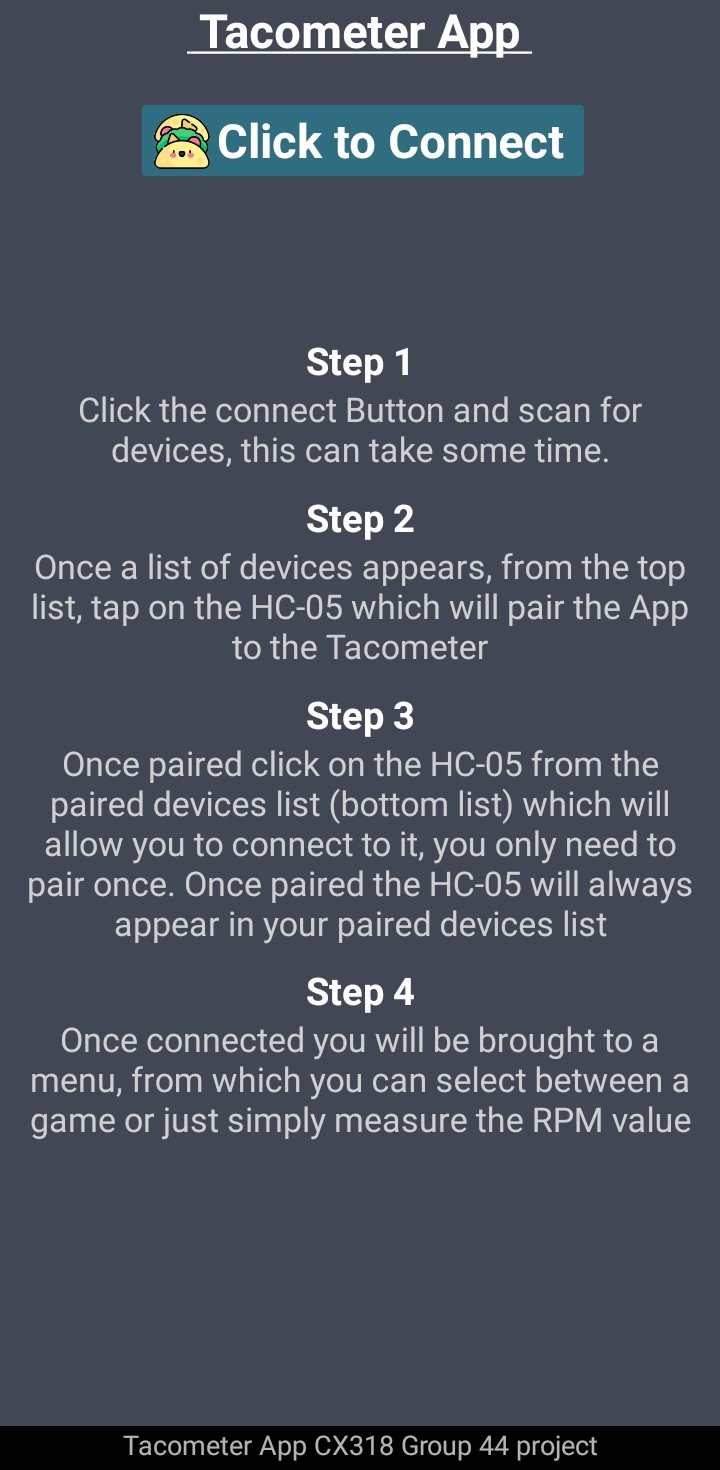 Tacometer App
Click to Connect
Step 1
Click the connect Button and scan for
devices, this can take some time.
Step 2
Once a list of devices appears, from the top
list, tap on the HC-05 which will pair the App
to the Tacometer
Step 3
Once paired click on the HC-05 from the
paired devices list (bottom list) which will
allow you to connect to it, you only need to
pair once. Once paired the HC-05 will always
appear in your paired devices list
Step 4
Once connected you will be brought to a
menu, from which you can select between a
game or just simply measure the RPM value
Tacometer App CX318 Group 44 project